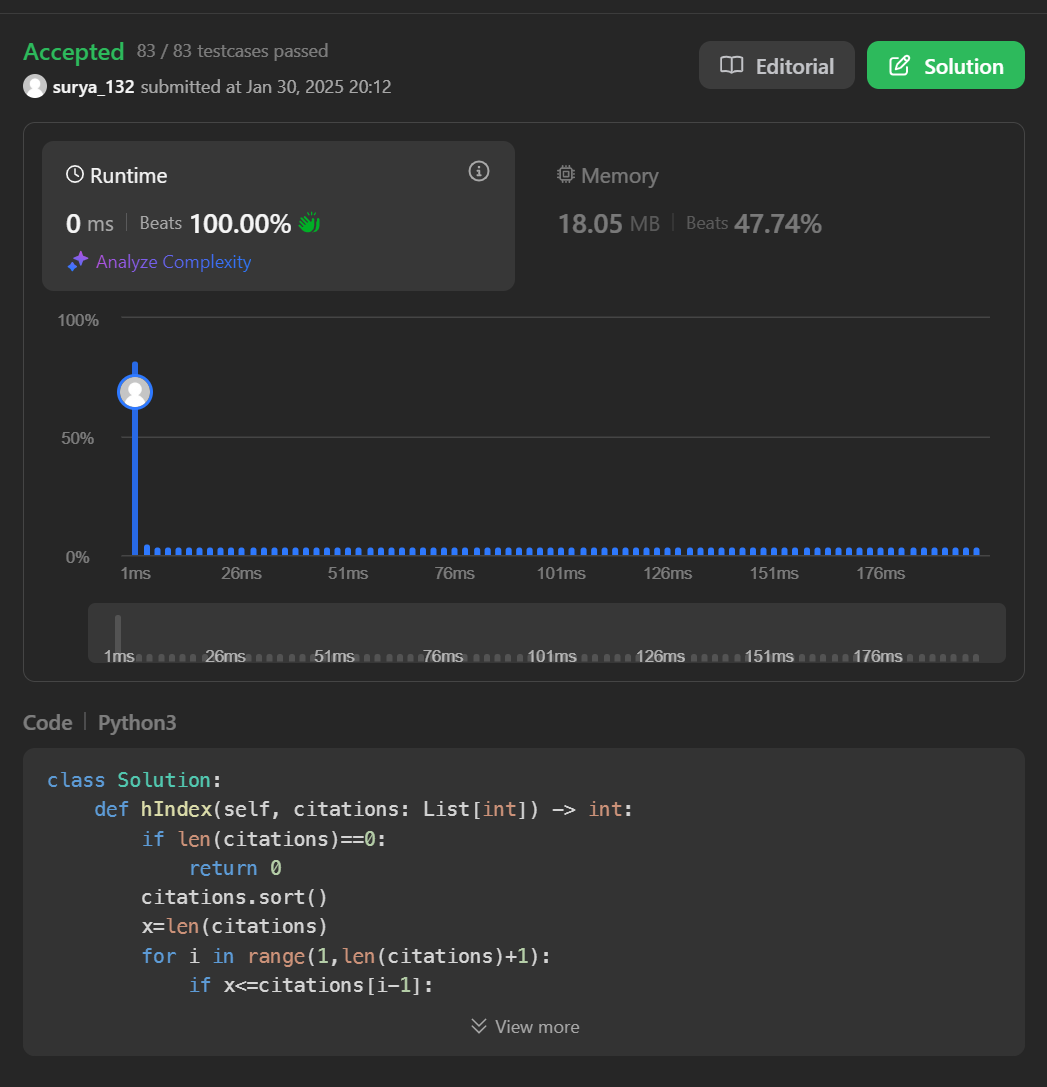 Accepted 83 / 83 testcases passed
surya_132 submitted at Jan 30, 2025 20:12
Editorial
Solution
Runtime
0 ms | Beats 100.00%
Analyze Complexity
Memory
18.05 MB | Beats 47.74%
100%
50%
0%
1ms 26ms 51ms 76ms 101ms 126ms 151ms 176ms
1ms 26ms 51ms 76ms 101ms 126ms 151ms 176ms
Code | Python3
class Solution:
    def hIndex(self, citations: List[int]) -> int:
        if len(citations)==0:
            return 0
        citations.sort()
        x=len(citations)
        for i in range(1,len(citations)+1):
            if x<=citations[i-1]:
View more